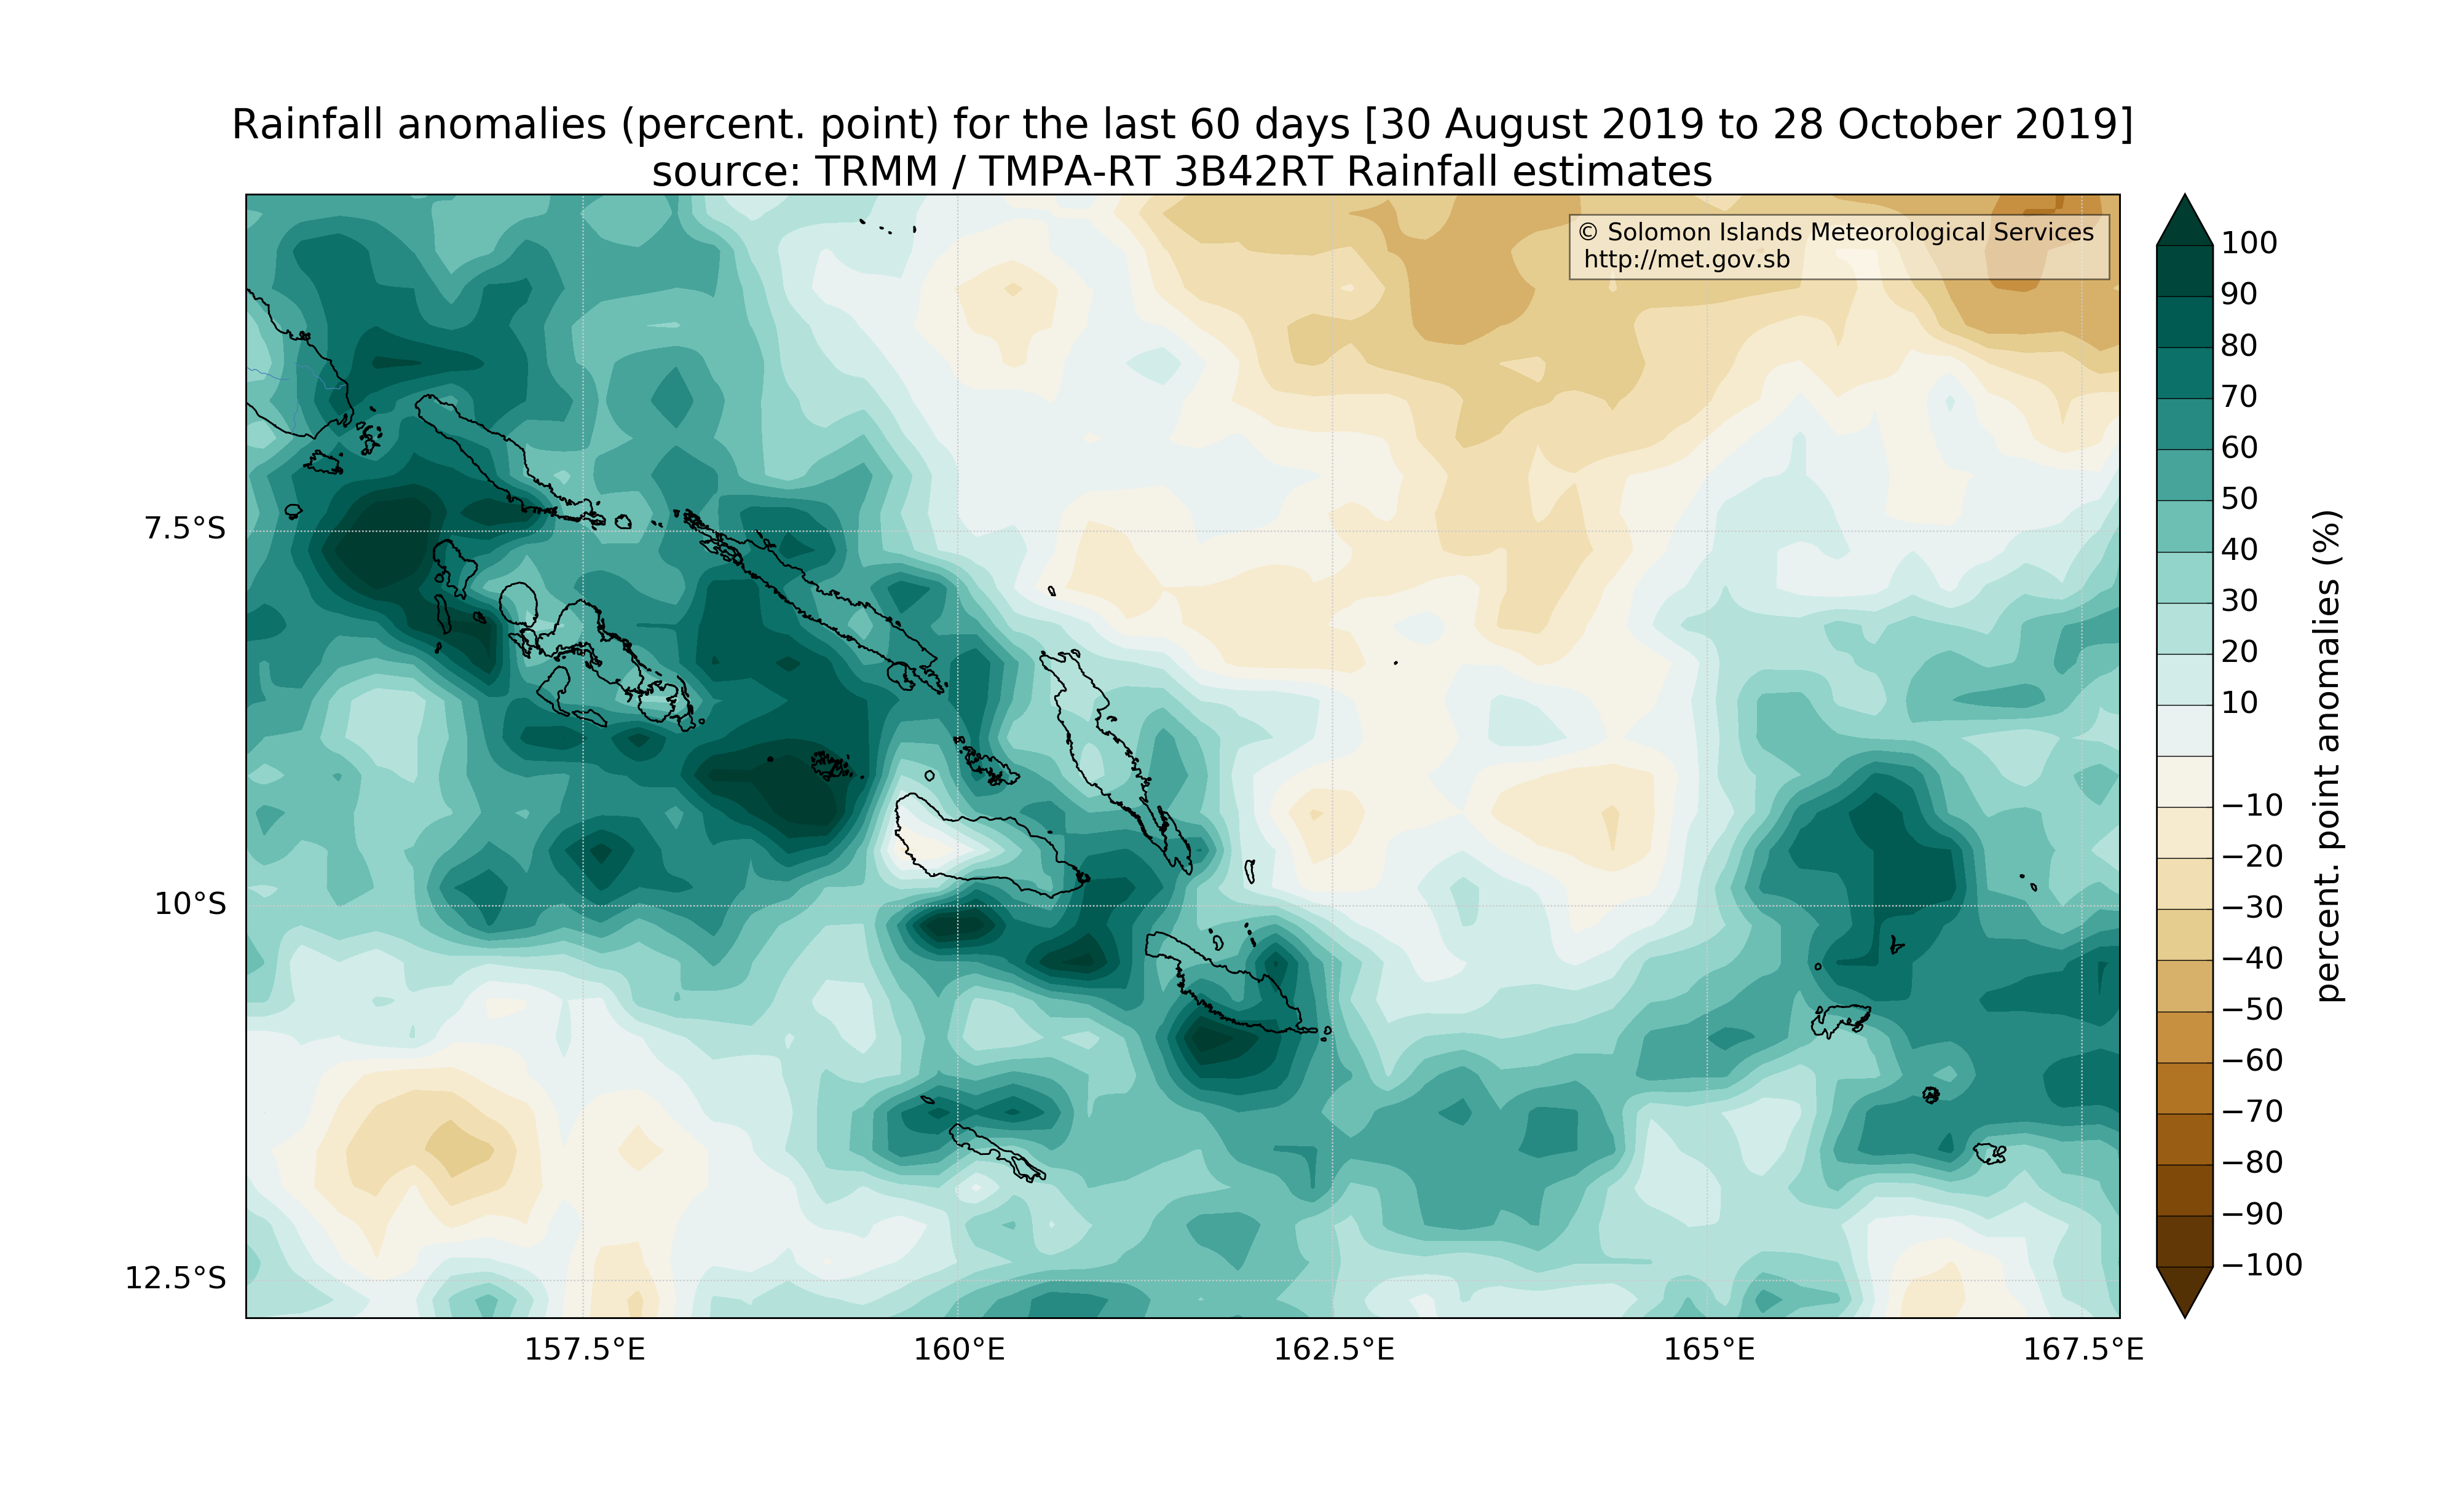 Rainfall anomalies (percent. point) for the last 60 days [30 August 2019 to 28 October 2019]
source: TRMM / TMPA-RT 3B42RT Rainfall estimates
© Solomon Islands Meteorological Services
http://met.gov.sb
7.5°S
10°S
12.5°S
157.5°E
160°E
162.5°E
165°E
167.5°E
100
90
80
70
60
50
40
30
20
10
−10
−20
−30
−40
−50
−60
−70
−80
−90
−100
percent. point anomalies (%)